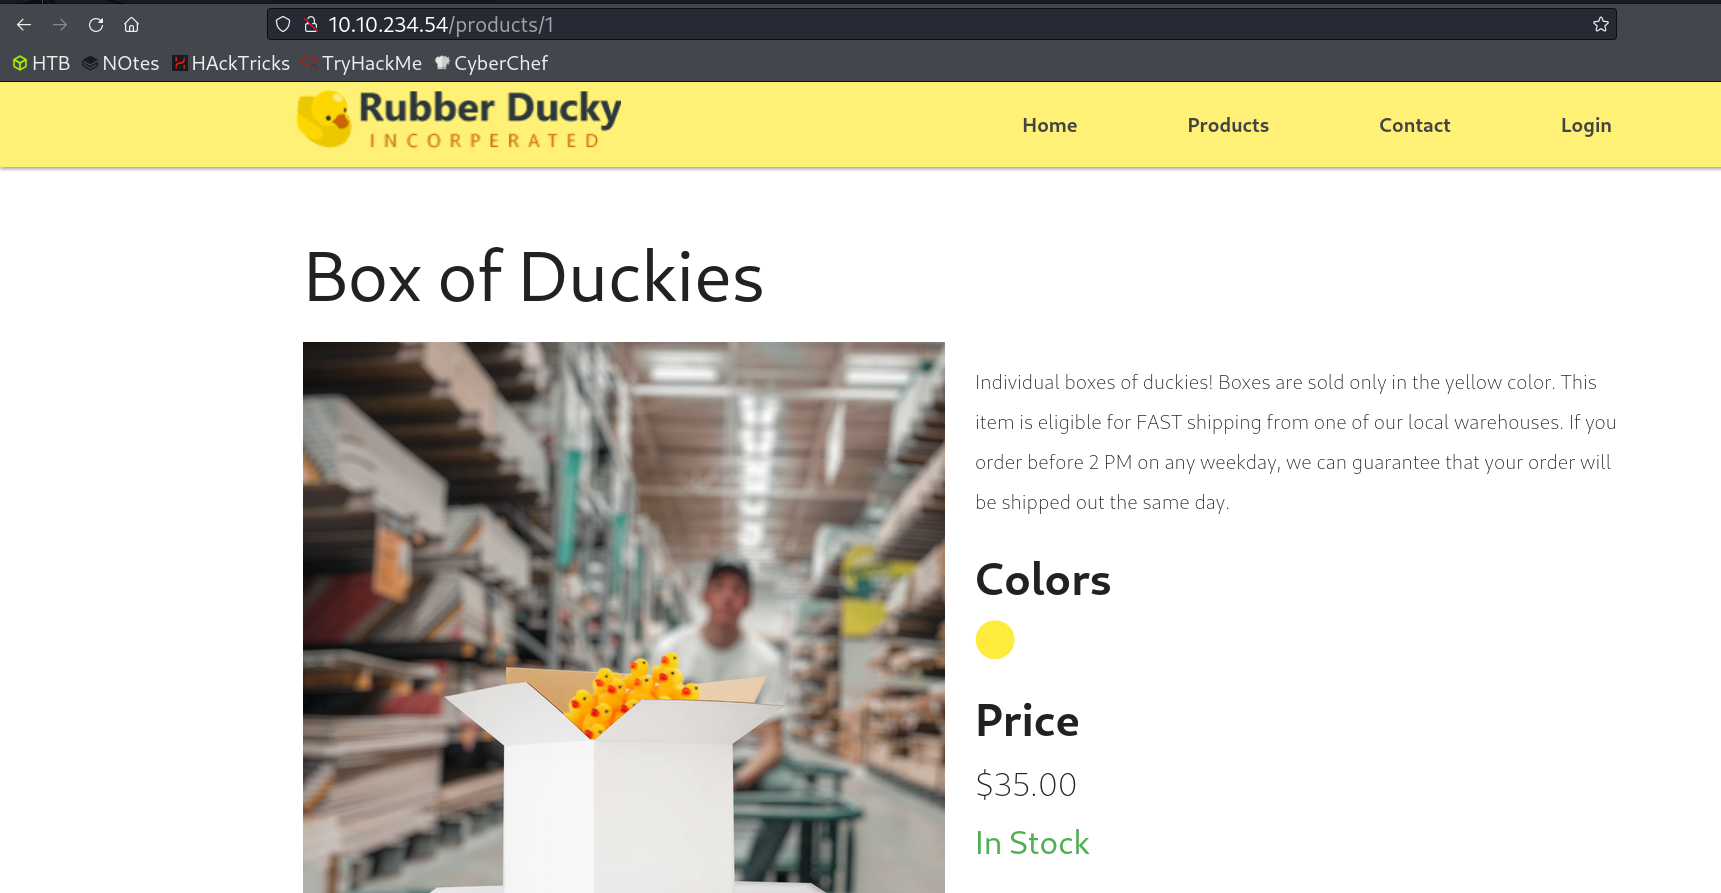 10.10.234.54/products/1
HTB NOtes HAckTricks TryHackMe CyberChef
Rubber Ducky
INCORPERATED
Home Products Contact Login
Box of Duckies
Individual boxes of duckies! Boxes are sold only in the yellow color. This
item is eligible for FAST shipping from one of our local warehouses. If you
order before 2 PM on any weekday, we can guarantee that your order will
be shipped out the same day.
Colors
Price
$35.00
In Stock